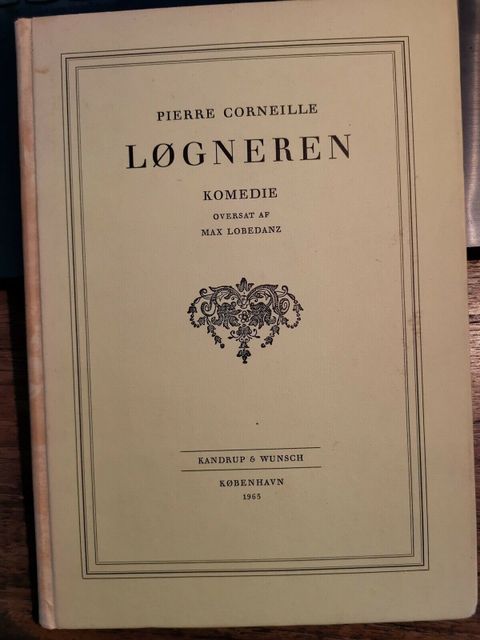 PIERRE CORNEILLE
LØGNEREN
KOMEDIE
OVERSAT AF
MAX LOBEDANZ
KANDRUP & WUNSCH
KØBENHAVN
1965